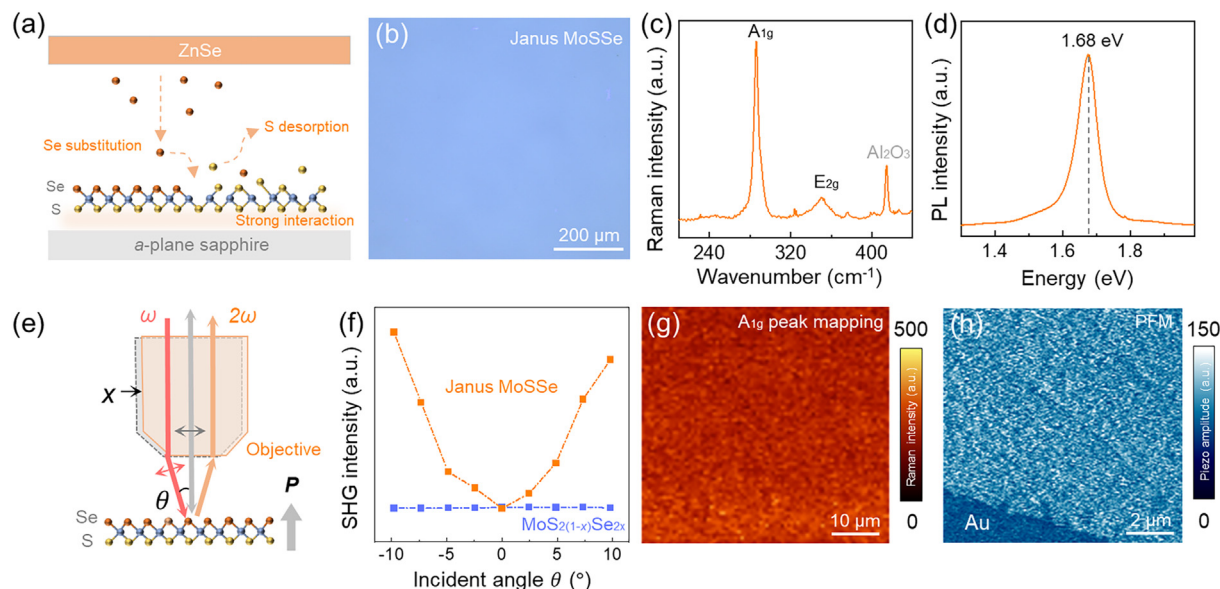 (a)
ZnSe
Se substitution
S desorption
Se
S
Strong interaction
a-plane sapphire
(b)
Janus MoSSe
200 μm
(c)
Raman intensity (a.u.)
A1g
E2g
Al2O3
240
320
400
Wavenumber (cm-1)
(d)
PL intensity (a.u.)
1.68 eV
1.4
1.6
1.8
Energy (eV)
(e)
ω
2ω
x
Objective
θ
P
Se
S
(f)
SHG intensity (a.u.)
Janus MoSSe
MoS2(1-x)Se2x
-10
-5
0
5
10
Incident angle θ (°)
(g)
A1g peak mapping
10 μm
500
Raman intensity (a.u.)
0
(h)
PFM
Au
2 μm
150
Piezo amplitude (a.u.)
0